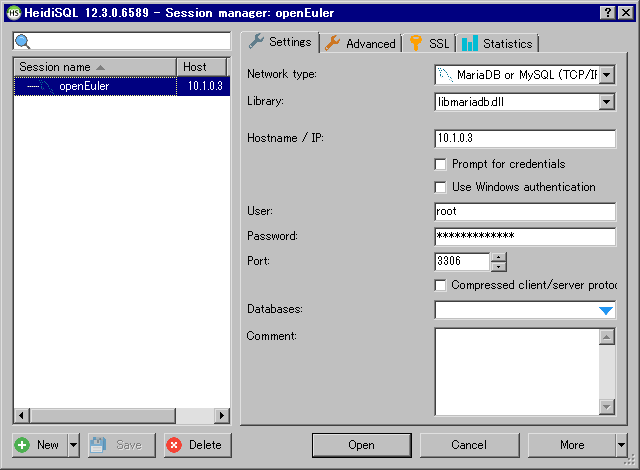 HeidiSQL 12.3.0.6589 - Session manager: openEuler
Settings
Advanced
SSL
Statistics
Session name
Host
openEuler 10.1.0.3
Network type: MariaDB or MySQL (TCP/IP
Library: libmariadb.dll
Hostname / IP: 10.1.0.3
Prompt for credentials
Use Windows authentication
User: root
Password: *************
Port: 3306
Compressed client/server protoc
Databases:
Comment:
New
Save
Delete
Open
Cancel
More